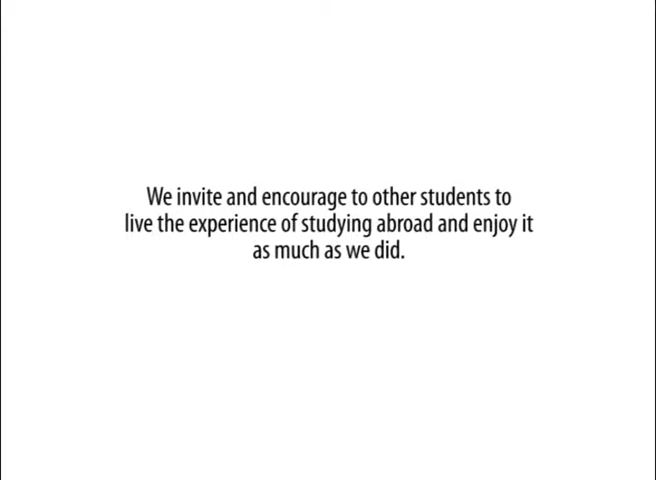 We invite and encourage to other students to
live the experience of studying abroad and enjoy it
as much as we did.